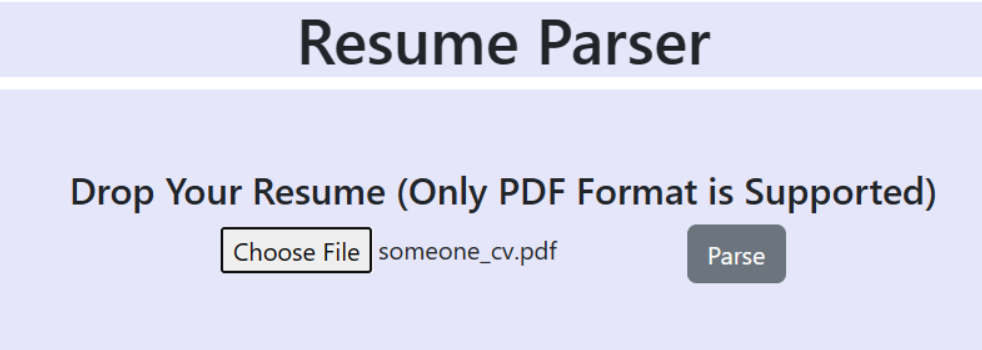 Resume Parser
Drop Your Resume (Only PDF Format is Supported)
Choose File someone_cv.pdf Parse